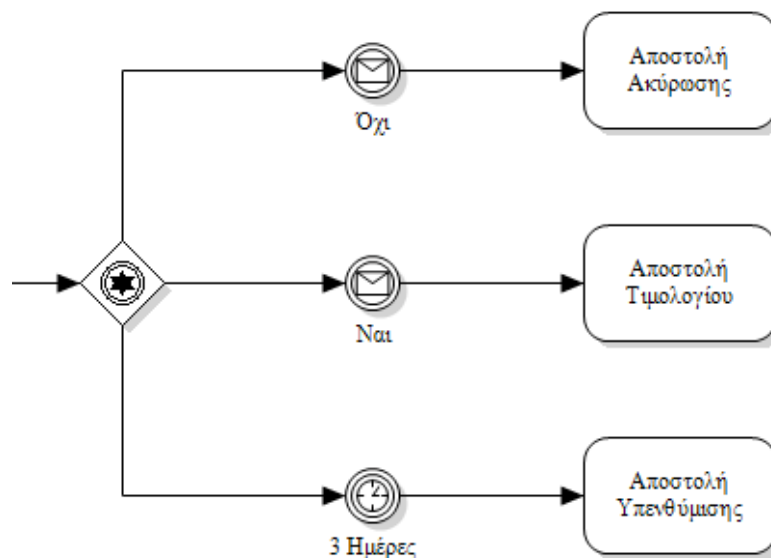 Αποστολή
Ακύρωσης
Όχι
Αποστολή
Τιμολογίου
Ναι
Αποστολή
Υπενθύμισης
3 Ημέρες